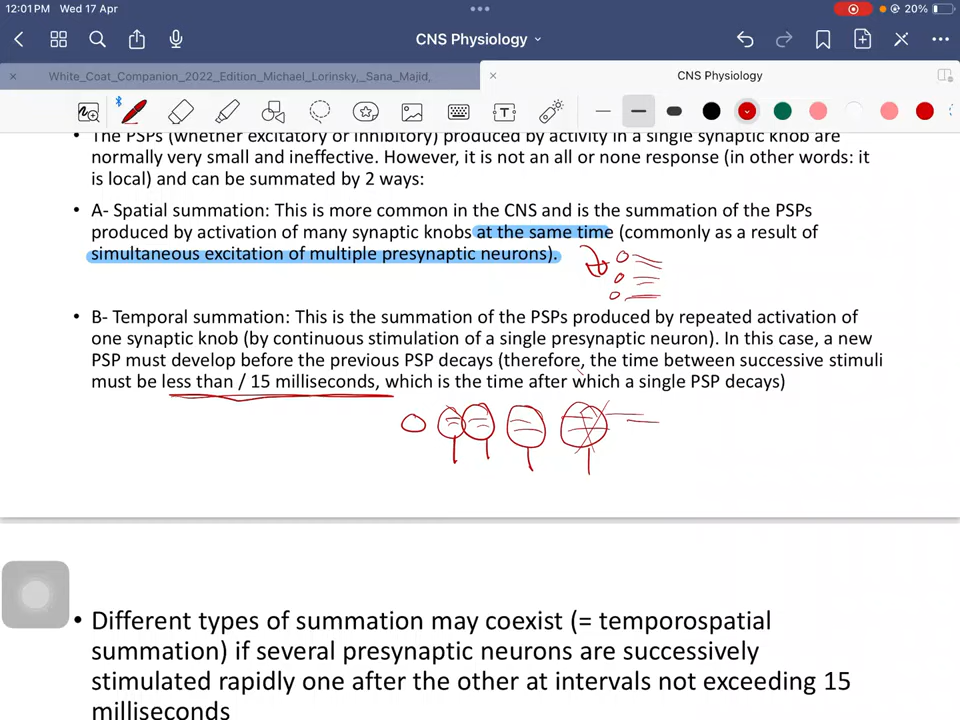 12:01PM Wed 17 Apr
20%
CNS Physiology
White_Coat_Companion_2022_Edition_Michael_Lorinsky,_Sana_Majid,
CNS Physiology
• The PSPs (whether excitatory or inhibitory) produced by activity in a single synaptic knob are
normally very small and ineffective. However, it is not an all or none response (in other words: it
is local) and can be summated by 2 ways:
• A- Spatial summation: This is more common in the CNS and is the summation of the PSPs
produced by activation of many synaptic knobs at the same time (commonly as a result of
simultaneous excitation of multiple presynaptic neurons).
• B- Temporal summation: This is the summation of the PSPs produced by repeated activation of
one synaptic knob (by continuous stimulation of a single presynaptic neuron). In this case, a new
PSP must develop before the previous PSP decays (therefore, the time between successive stimuli
must be less than / 15 milliseconds, which is the time after which a single PSP decays)
• Different types of summation may coexist (= temporospatial
summation) if several presynaptic neurons are successively
stimulated rapidly one after the other at intervals not exceeding 15
milliseconds